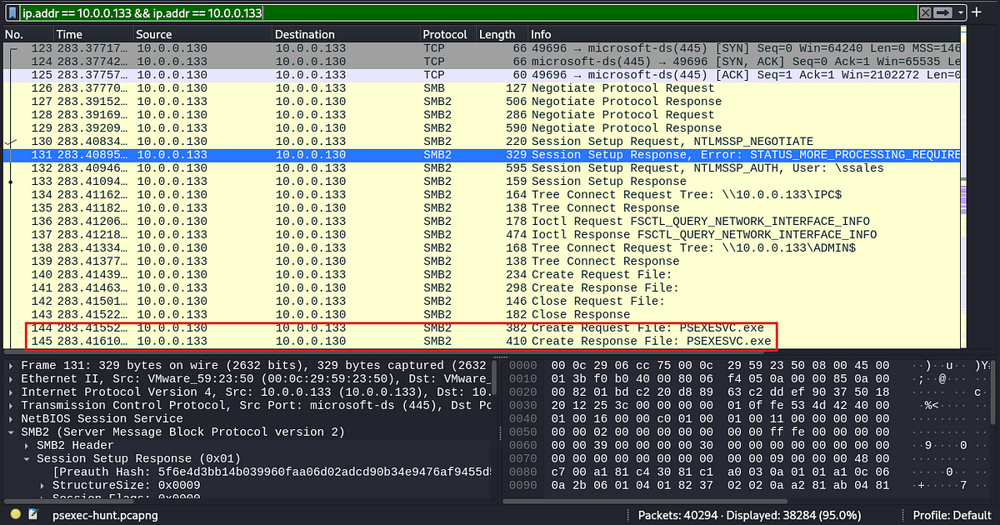 ip.addr == 10.0.0.133 && ip.addr == 10.0.0.133
No. Time Source Destination Protocol Length Info
123 283.37717… 10.0.0.130 10.0.0.133 TCP 66 49696 → microsoft-ds(445) [SYN] Seq=0 Win=64240 Len=0 MSS=146
124 283.37742… 10.0.0.133 10.0.0.130 TCP 66 microsoft-ds(445) → 49696 [SYN, ACK] Seq=0 Ack=1 Win=65535 Le
125 283.37757… 10.0.0.130 10.0.0.133 TCP 60 49696 → microsoft-ds(445) [ACK] Seq=1 Ack=1 Win=2102272 Len=0
126 283.37770… 10.0.0.130 10.0.0.133 SMB 127 Negotiate Protocol Request
127 283.39152… 10.0.0.133 10.0.0.130 SMB2 506 Negotiate Protocol Response
128 283.39169… 10.0.0.130 10.0.0.133 SMB2 286 Negotiate Protocol Request
129 283.39209… 10.0.0.133 10.0.0.130 SMB2 590 Negotiate Protocol Response
130 283.40834… 10.0.0.130 10.0.0.133 SMB2 220 Session Setup Request, NTLMSSP_NEGOTIATE
131 283.40895… 10.0.0.133 10.0.0.130 SMB2 329 Session Setup Response, Error: STATUS_MORE_PROCESSING_REQUIRE
132 283.40946… 10.0.0.130 10.0.0.133 SMB2 595 Session Setup Request, NTLMSSP_AUTH, User: \ssales
133 283.41094… 10.0.0.133 10.0.0.130 SMB2 159 Session Setup Response
134 283.41162… 10.0.0.130 10.0.0.133 SMB2 164 Tree Connect Request Tree: \\10.0.0.133\IPC$
135 283.41182… 10.0.0.133 10.0.0.130 SMB2 138 Tree Connect Response
136 283.41206… 10.0.0.130 10.0.0.133 SMB2 178 Ioctl Request FSCTL_QUERY_NETWORK_INTERFACE_INFO
137 283.41218… 10.0.0.133 10.0.0.130 SMB2 474 Ioctl Response FSCTL_QUERY_NETWORK_INTERFACE_INFO
138 283.41334… 10.0.0.130 10.0.0.133 SMB2 168 Tree Connect Request Tree: \\10.0.0.133\ADMIN$
139 283.41377… 10.0.0.133 10.0.0.130 SMB2 138 Tree Connect Response
140 283.41439… 10.0.0.130 10.0.0.133 SMB2 234 Create Request File:
141 283.41463… 10.0.0.133 10.0.0.130 SMB2 298 Create Response File:
142 283.41501… 10.0.0.130 10.0.0.133 SMB2 146 Close Request File:
143 283.41522… 10.0.0.133 10.0.0.130 SMB2 182 Close Response
144 283.41552… 10.0.0.130 10.0.0.133 SMB2 382 Create Request File: PSEXESVC.exe
145 283.41610… 10.0.0.133 10.0.0.130 SMB2 410 Create Response File: PSEXESVC.exe
Frame 131: 329 bytes on wire (2632 bits), 329 bytes captured (2632
Ethernet II, Src: VMware_59:23:50 (00:0c:29:59:23:50), Dst: VMware_
Internet Protocol Version 4, Src: 10.0.0.133 (10.0.0.133), Dst: 10.
Transmission Control Protocol, Src Port: microsoft-ds (445), Dst Po
NetBIOS Session Service
SMB2 (Server Message Block Protocol version 2)
SMB2 Header
Session Setup Response (0x01)
[Preauth Hash: 5f6e4d3bb14b039960faa06d02adcd90b34e9476af9455d5
StructureSize: 0x0009
Session Flags: 0x0000
0000 00 0c 29 06 cc 75 00 0c 29 59 23 50 08 00 45 00 ··)··u·· )Y#
0010 01 3b f0 b0 40 00 80 06 f4 05 0a 00 00 85 0a 00 ·;··@···
0020 00 82 01 bd c2 20 d8 89 63 c2 dd ef 90 37 50 18 c
0030 20 12 25 3c 00 00 00 00 01 0f fe 53 4d 42 40 00 ·%<····
0040 01 00 16 00 00 c0 01 00 01 00 11 00 00 00 00 00
0050 00 00 02 00 00 00 00 00 00 00 ff fe 00 00 00 00
0060 00 00 39 00 00 00 00 30 00 00 00 00 00 00 00 00 ··9····0
0070 00 00 00 00 00 00 00 00 00 00 09 00 00 00 48 00
0080 c7 00 a1 81 c4 30 81 c1 a0 03 0a 01 01 a1 0c 06 ·····0··
0090 0a 2b 06 01 04 01 82 37 02 02 0a a2 81 ab 04 81 ·+·····7
psexec-hunt.pcapng
Packets: 40294 · Displayed: 38284 (95.0%)
Profile: Default